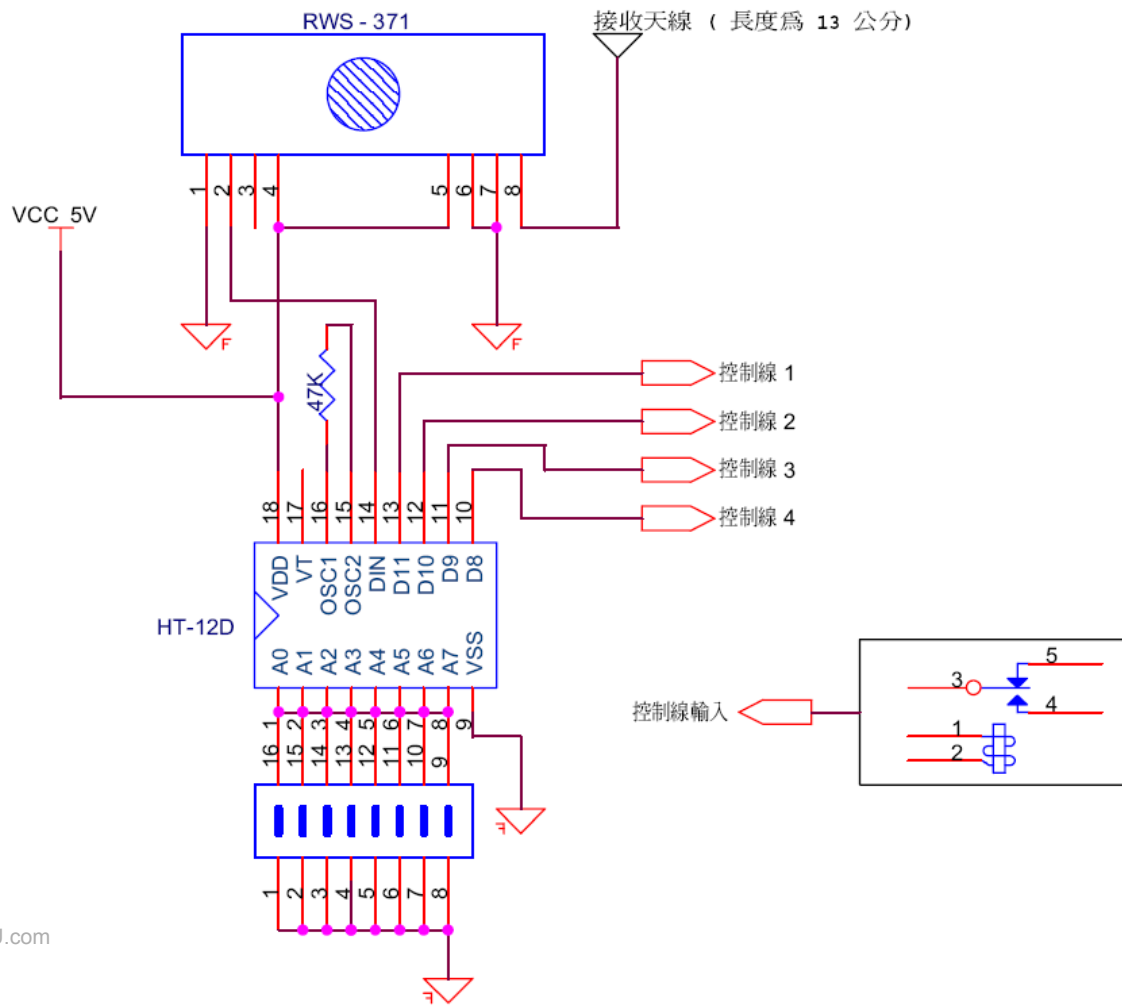 RWS - 371
接收天線 ( 長度爲 13 公分)
1 2 3 4 5 6 7 8
VCC 5V
F
F
47K
控制線 1
控制線 2
控制線 3
控制線 4
18 17 16 15 14 13 12 11 10
VDD VT OSC1 OSC2 DIN D11 D10 D9 D8
HT-12D
A0 A1 A2 A3 A4 A5 A6 A7 VSS
1 2 3 4 5 6 7 8 9
16 15 14 13 12 11 10 9
F
1 2 3 4 5 6 7 8
F
控制線輸入
5
3
4
1
2
.com